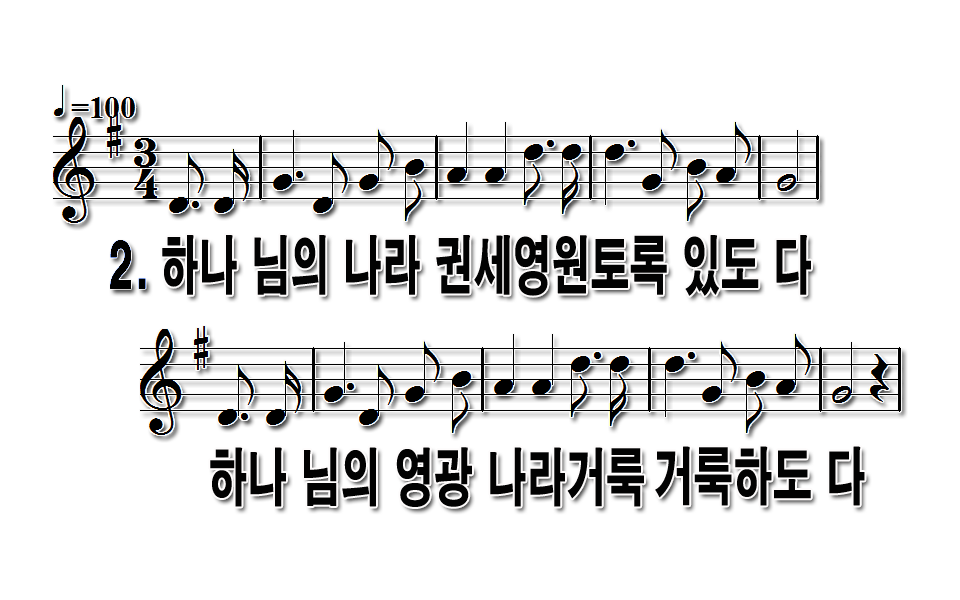 ♩=100
3
4
2. 하나 님의 나라 권세영원토록 있도 다
하나 님의 영광 나라거룩 거룩하도 다